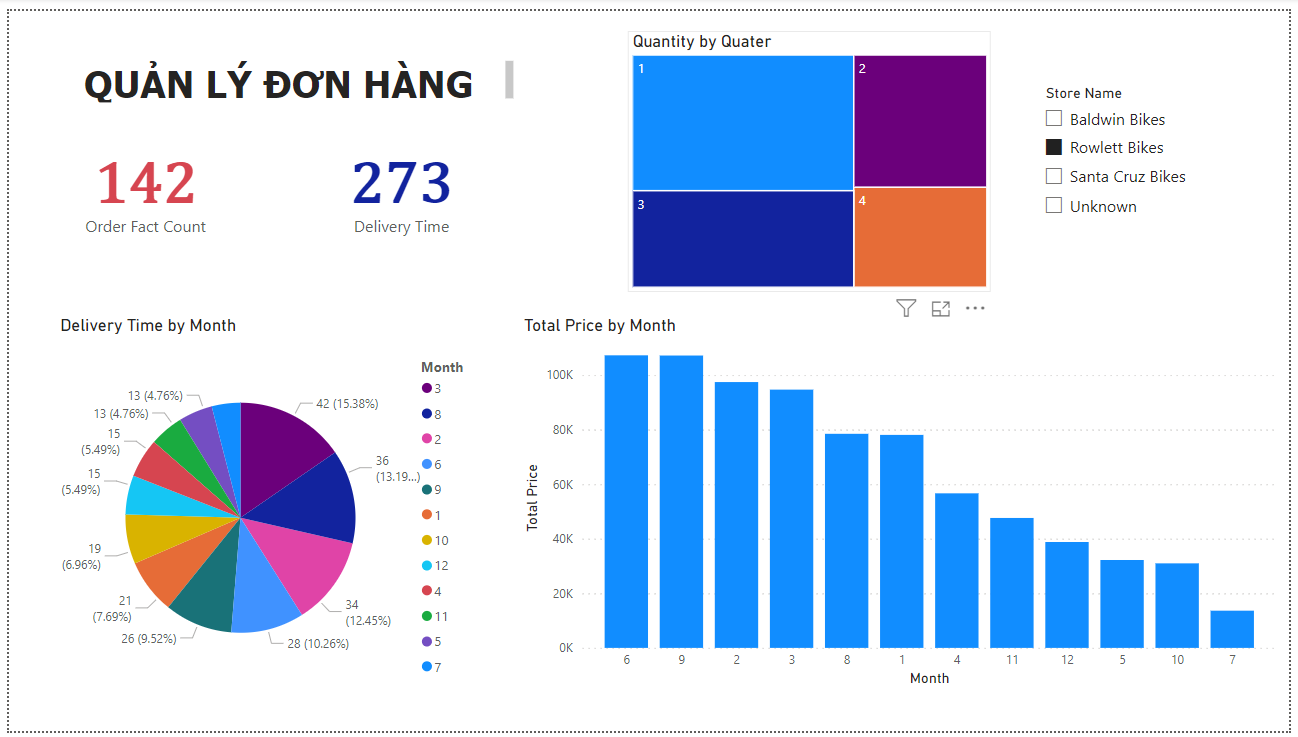 QUẢN LÝ ĐƠN HÀNG
142
Order Fact Count
273
Delivery Time
Quantity by Quater
1
2
3
4
Store Name
Baldwin Bikes
Rowlett Bikes
Santa Cruz Bikes
Unknown
Delivery Time by Month
42 (15.38%)
36
(13.19...)
34
(12.45%)
28 (10.26%)
26 (9.52%)
21
(7.69%)
19
(6.96%)
15
(5.49%)
15
(5.49%)
13 (4.76%)
13 (4.76%)
Month
3
8
2
6
9
1
10
12
4
11
5
7
Total Price by Month
Total Price
100K
80K
60K
40K
20K
0K
6 9 2 3 8 1 4 11 12 5 10 7
Month